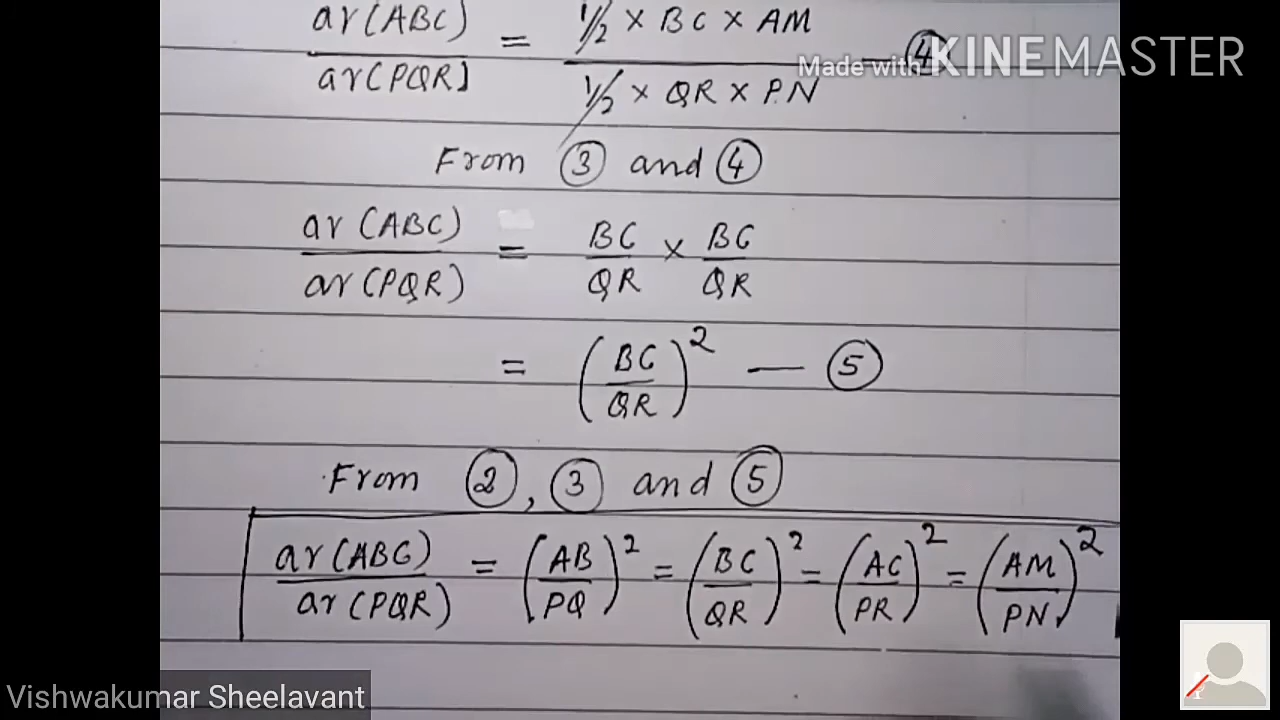 ar(ABC)/ar(PQR) = 1/2 × BC × AM / 1/2 × QR × PN — ④
Made with KINEMASTER
From ③ and ④
ar(ABC)/ar(PQR) = BC/QR × BC/QR
= (BC/QR)² — ⑤
From ②, ③ and ⑤
ar(ABC)/ar(PQR) = (AB/PQ)² = (BC/QR)² = (AC/PR)² = (AM/PN)²
Vishwakumar Sheelavant